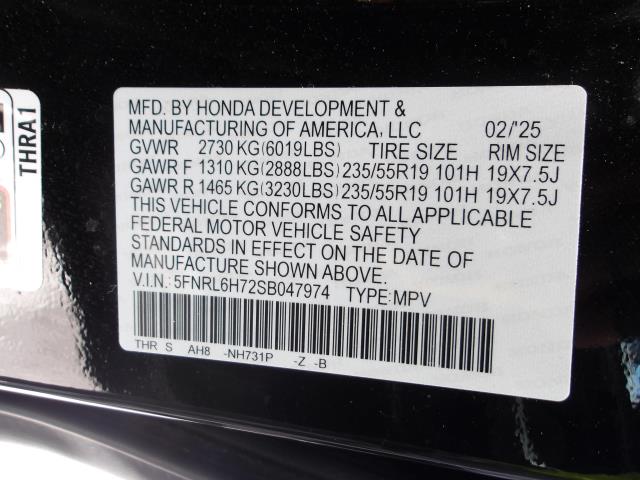 MFD. BY HONDA DEVELOPMENT &
MANUFACTURING OF AMERICA, LLC 02/'25
GVWR 2730 KG(6019LBS) TIRE SIZE RIM SIZE
GAWR F 1310 KG(2888LBS) 235/55R19 101H 19X7.5J
GAWR R 1465 KG(3230LBS) 235/55R19 101H 19X7.5J
THIS VEHICLE CONFORMS TO ALL APPLICABLE
FEDERAL MOTOR VEHICLE SAFETY
STANDARDS IN EFFECT ON THE DATE OF
MANUFACTURE SHOWN ABOVE.
V.I.N.: 5FNRL6H72SB047974 TYPE:MPV
THR S AH8 -NH731P -Z -B
THRA1